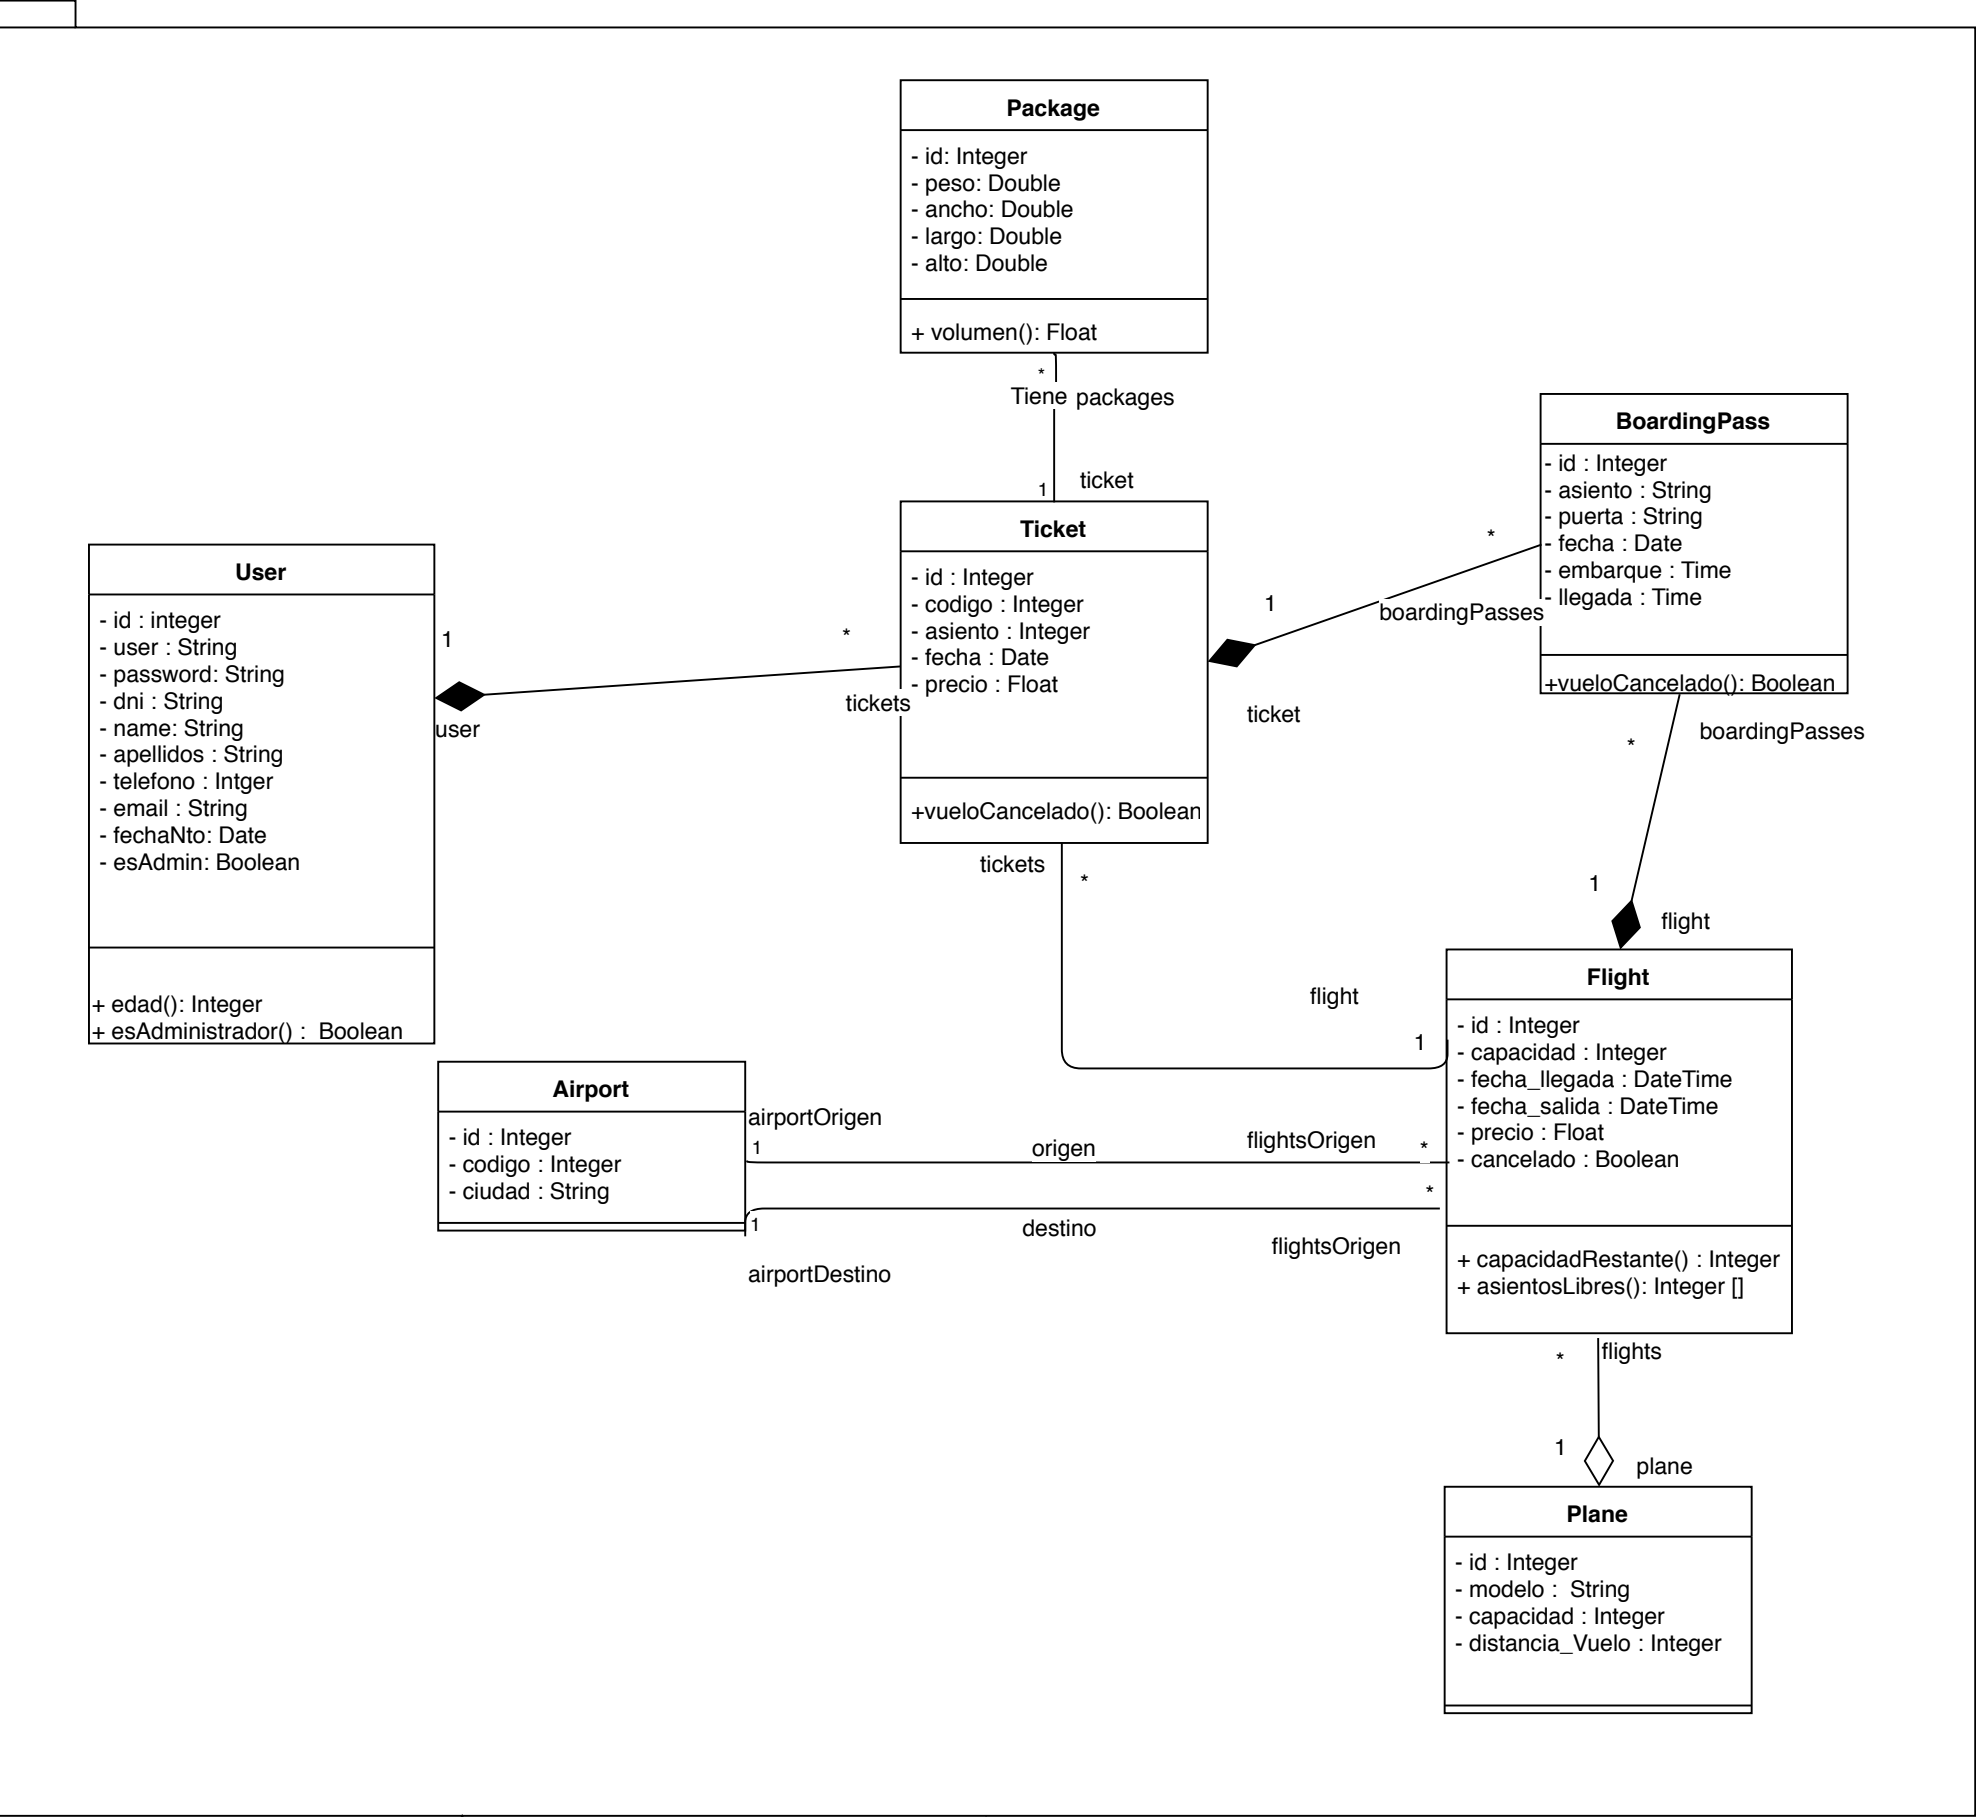 Package
- id: Integer
- peso: Double
- ancho: Double
- largo: Double
- alto: Double
+ volumen(): Float
*
Tiene packages
1
ticket
BoardingPass
- id : Integer
- asiento : String
- puerta : String
- fecha : Date
- embarque : Time
- llegada : Time
+vueloCancelado(): Boolean
Ticket
- id : Integer
- codigo : Integer
- asiento : Integer
- fecha : Date
- precio : Float
+vueloCancelado(): Boolean
*
1
boardingPasses
ticket
User
- id : integer
- user : String
- password: String
- dni : String
- name: String
- apellidos : String
- telefono : Intger
- email : String
- fechaNto: Date
- esAdmin: Boolean
+ edad(): Integer
+ esAdministrador() :  Boolean
1
*
user
tickets
boardingPasses
*
1
flight
tickets
*
flight
1
Flight
- id : Integer
- capacidad : Integer
- fecha_llegada : DateTime
- fecha_salida : DateTime
- precio : Float
- cancelado : Boolean
+ capacidadRestante() : Integer
+ asientosLibres(): Integer []
Airport
- id : Integer
- codigo : Integer
- ciudad : String
airportOrigen
1
origen
flightsOrigen
*
*
1
destino
flightsOrigen
airportDestino
*
flights
1
plane
Plane
- id : Integer
- modelo :  String
- capacidad : Integer
- distancia_Vuelo : Integer